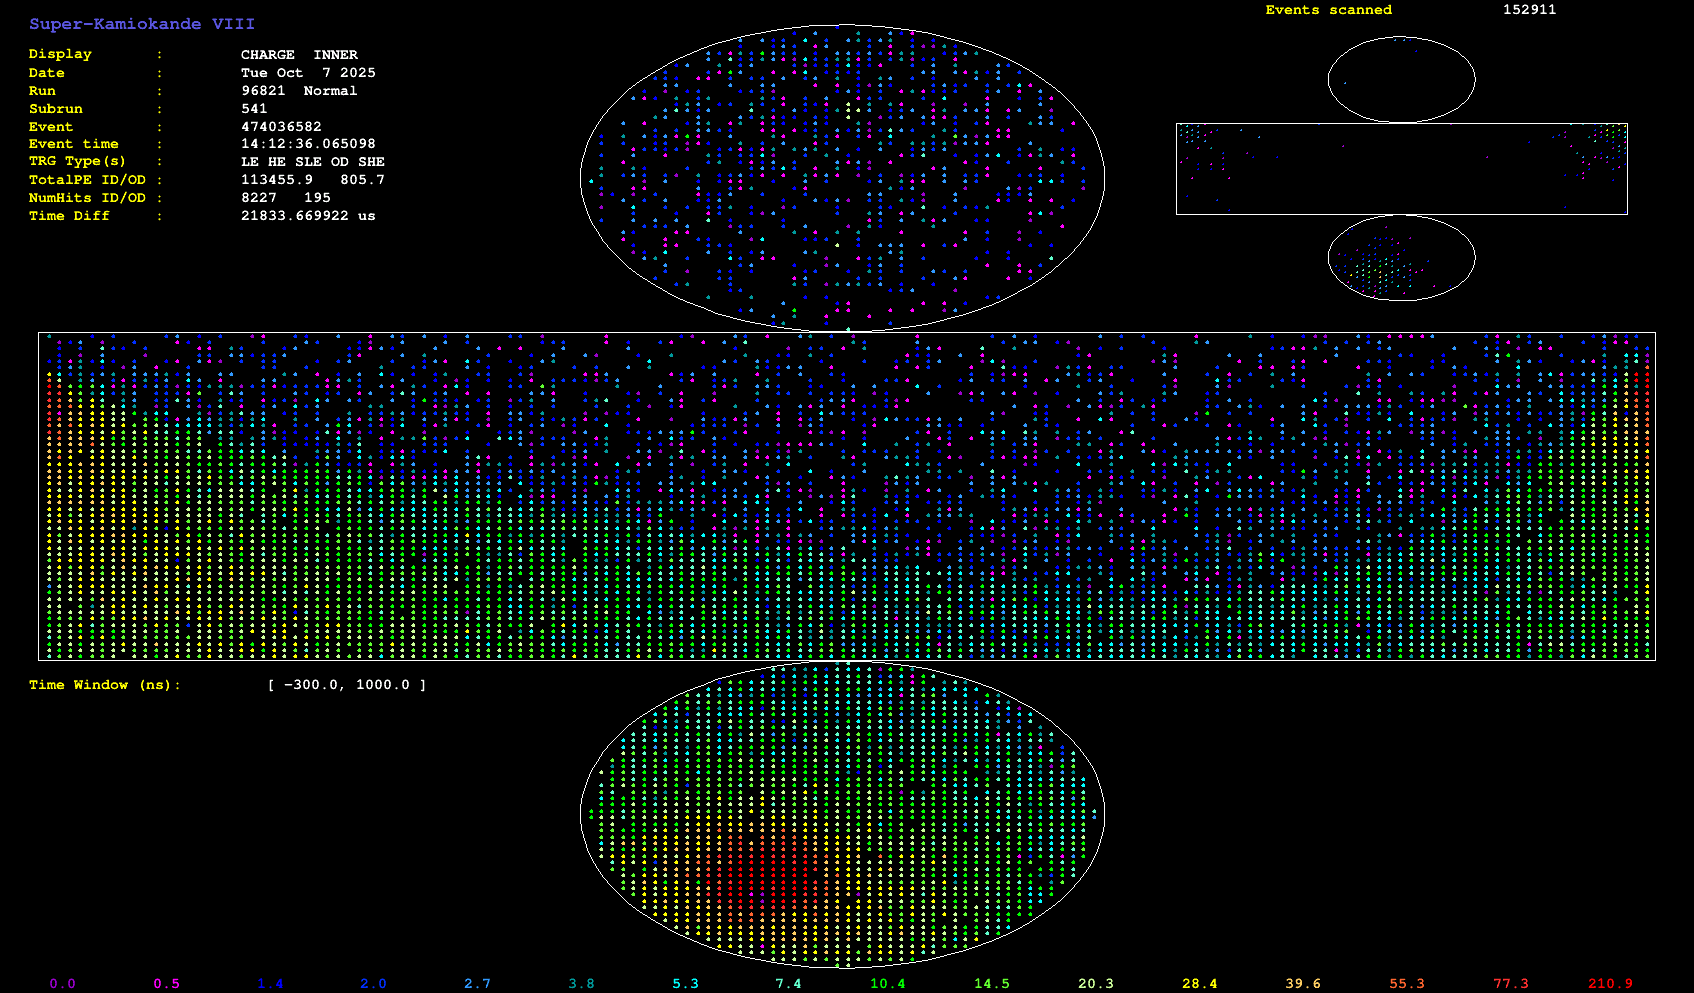 Super-Kamiokande VIII
Events scanned 152911
Display : CHARGE INNER
Date : Tue Oct 7 2025
Run : 96821 Normal
Subrun : 541
Event : 474036582
Event time : 14:12:36.065098
TRG Type(s) : LE HE SLE OD SHE
TotalPE ID/OD : 113455.9 805.7
NumHits ID/OD : 8227 195
Time Diff : 21833.669922 us
Time Window (ns): [ -300.0, 1000.0 ]
0.0 0.5 1.4 2.0 2.7 3.8 5.3 7.4 10.4 14.5 20.3 28.4 39.6 55.3 77.3 210.9